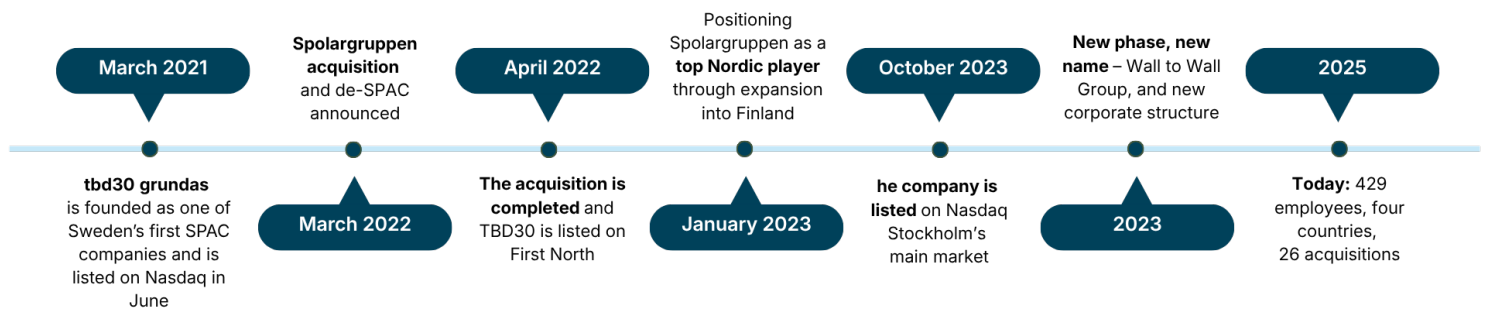 March 2021
tbd30 grundas
is founded as one of
Sweden's first SPAC
companies and is
listed on Nasdaq in
June
Spolargruppen
acquisition
and de-SPAC
announced
March 2022
April 2022
The acquisition is
completed and
TBD30 is listed on
First North
Positioning
Spolargruppen as a
top Nordic player
through expansion
into Finland
January 2023
October 2023
he company is
listed on Nasdaq
Stockholm's
main market
New phase, new
name – Wall to Wall
Group, and new
corporate structure
2023
2025
Today: 429
employees, four
countries,
26 acquisitions